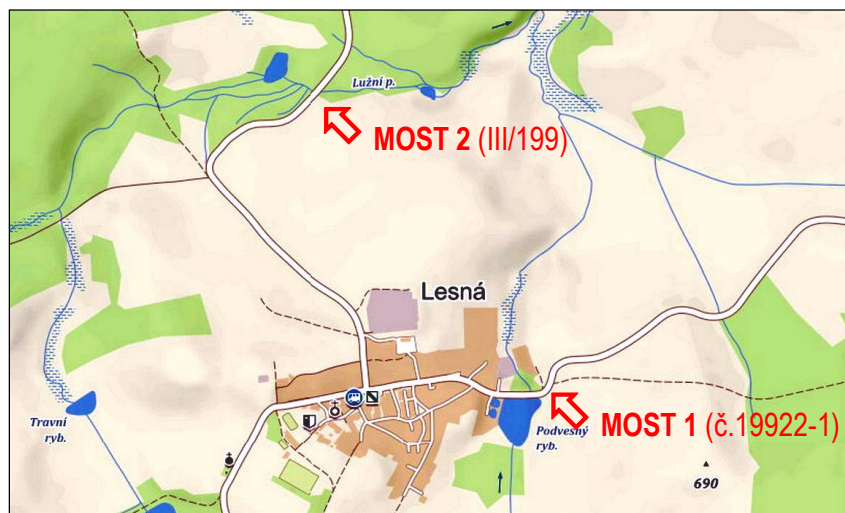 Lužní p.
MOST 2 (III/199)
Lesná
Travní
ryb.
Podvesný
ryb.
MOST 1 (č.19922-1)
690